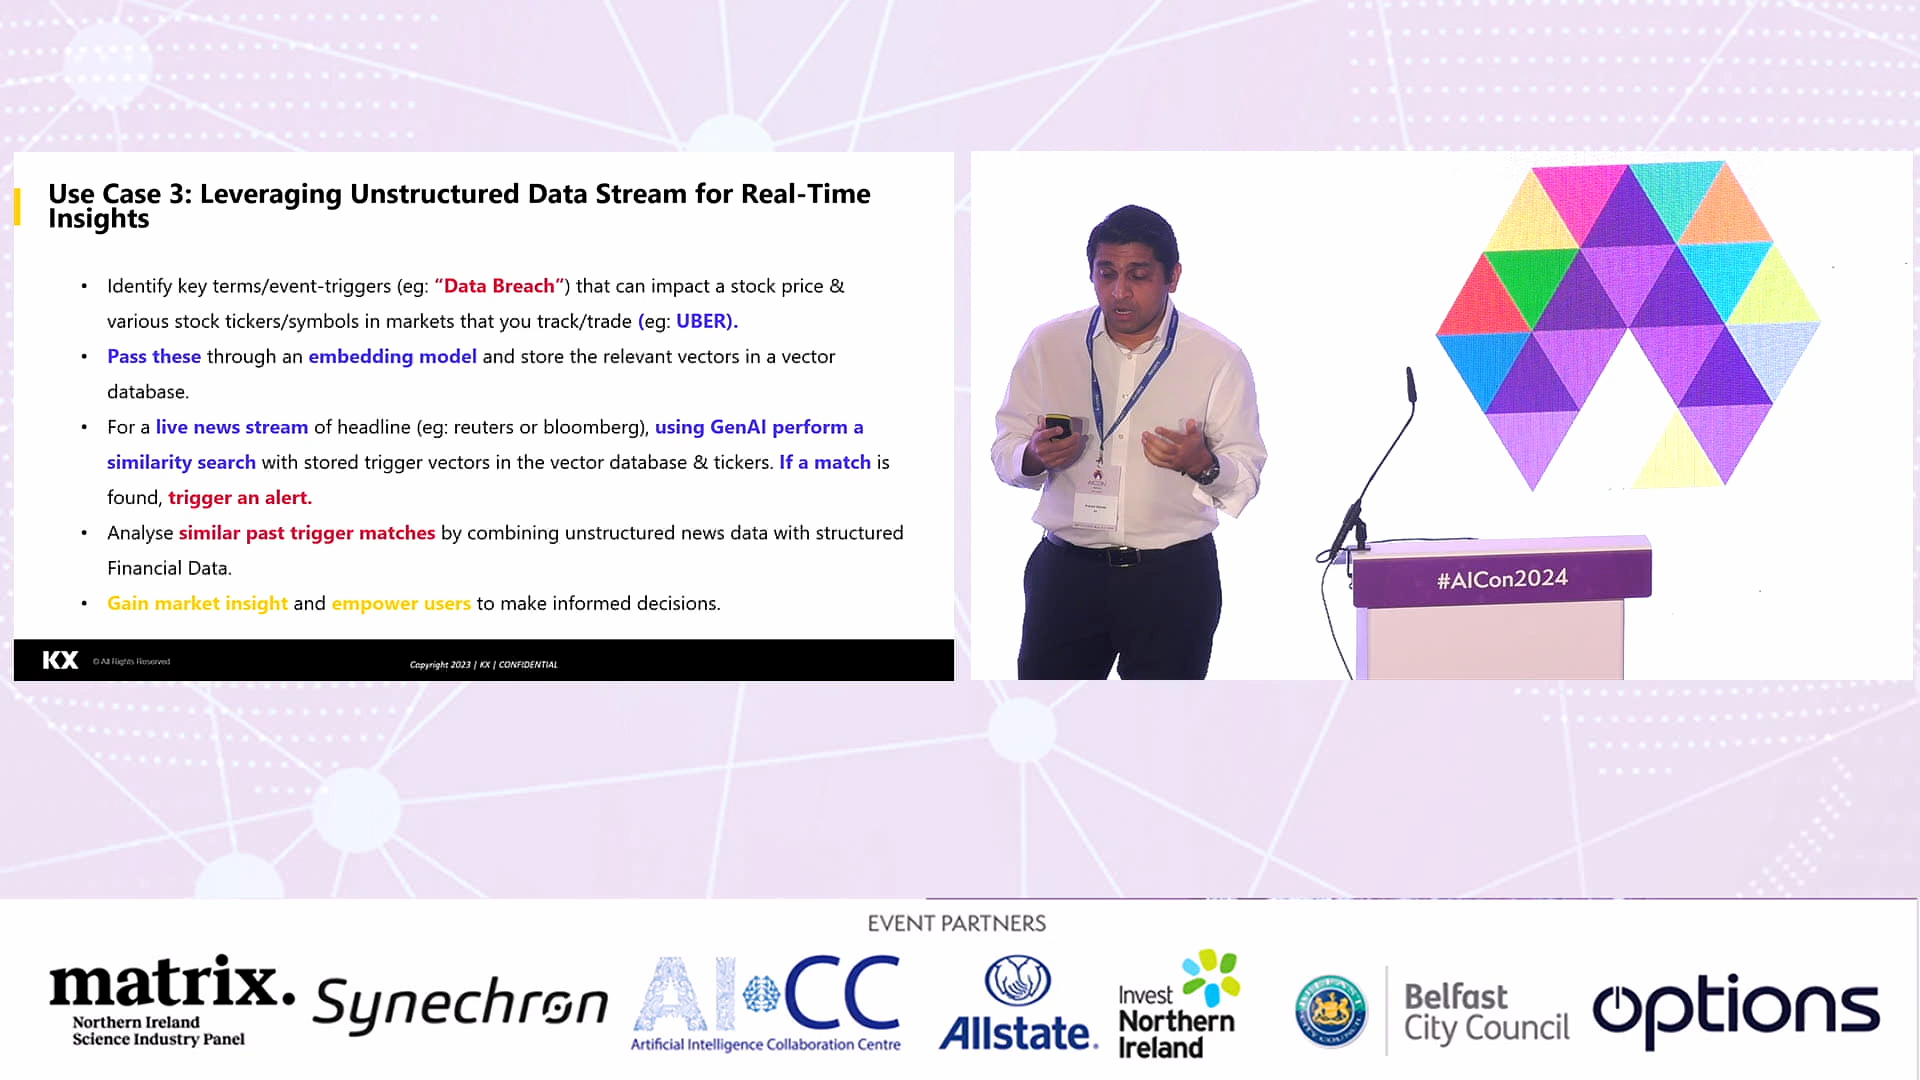 Use Case 3: Leveraging Unstructured Data Stream for Real-Time
Insights
• Identify key terms/event-triggers (eg: “Data Breach”) that can impact a stock price &
various stock tickers/symbols in markets that you track/trade (eg: UBER).
• Pass these through an embedding model and store the relevant vectors in a vector
database.
• For a live news stream of headline (eg: reuters or bloomberg), using GenAI perform a
similarity search with stored trigger vectors in the vector database & tickers. If a match is
found, trigger an alert.
• Analyse similar past trigger matches by combining unstructured news data with structured
Financial Data.
• Gain market insight and empower users to make informed decisions.
KX © All Rights Reserved
Copyright 2023 | KX | CONFIDENTIAL
AICON
#AICon2024
EVENT PARTNERS
matrix.
Northern Ireland
Science Industry Panel
Synechron
AI CC
Artificial Intelligence Collaboration Centre
Allstate.
Invest
Northern
Ireland
Belfast
City Council
options